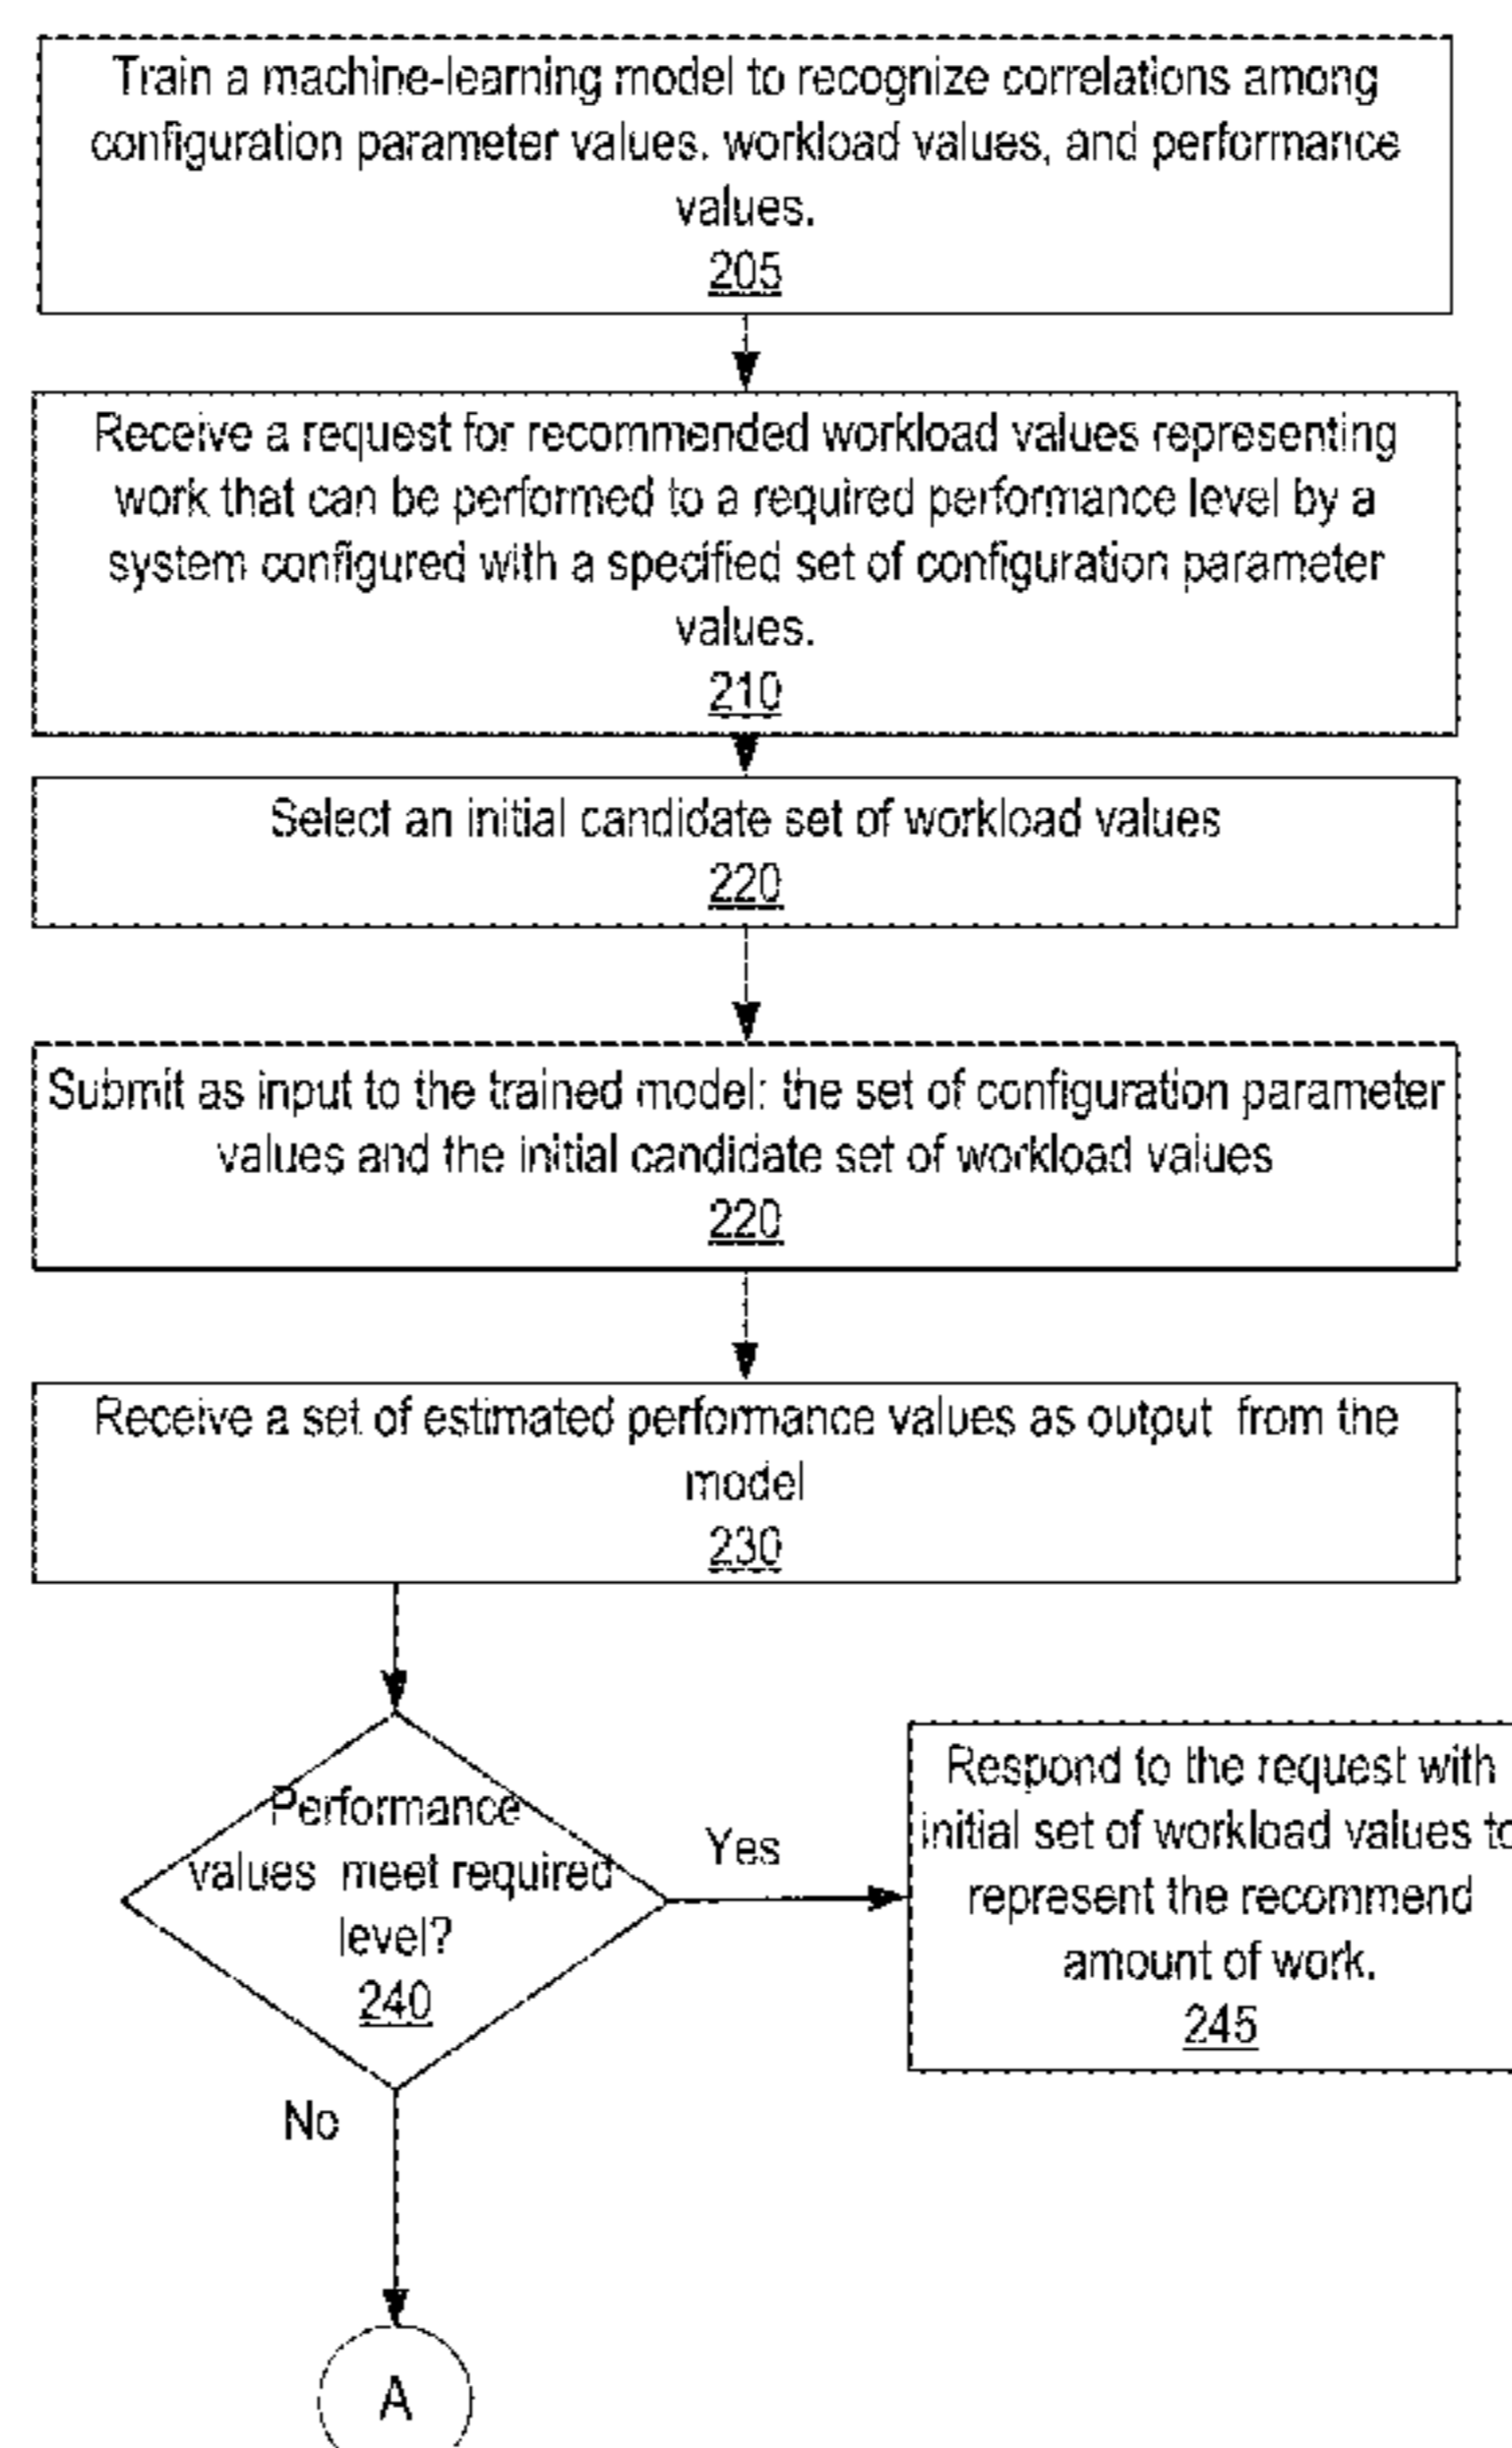 Train a machine-learning model to recognize correlations among
configuration parameter values. workload values, and performance
values.
205
Receive a request for recommended workload values representing
work that can be performed to a required performance level by a
system configured with a specified set of configuration parameter
values.
210
Select an initial candidate set of workload values
220
Submit as input to the trained model: the set of configuration parameter
values and the initial candidate set of workload values
220
Receive a set of estimated performance values as output from the
model
230
Performance
values meet required
level?
240
Yes
Respond to the request with
initial set of workload values to
represent the recommend
amount of work.
245
No
A